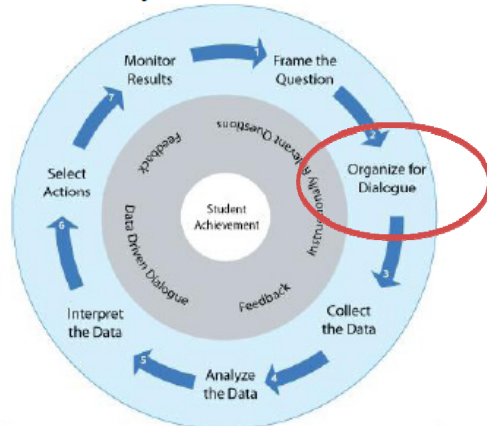 1
Frame the
Question
2
Organize for
Dialogue
3
Collect
the Data
4
Analyze
the Data
5
Interpret
the Data
6
Select
Actions
7
Monitor
Results
Instructionally Relevant Questions
Feedback
Data Driven Dialogue
Feedback
Student
Achievement